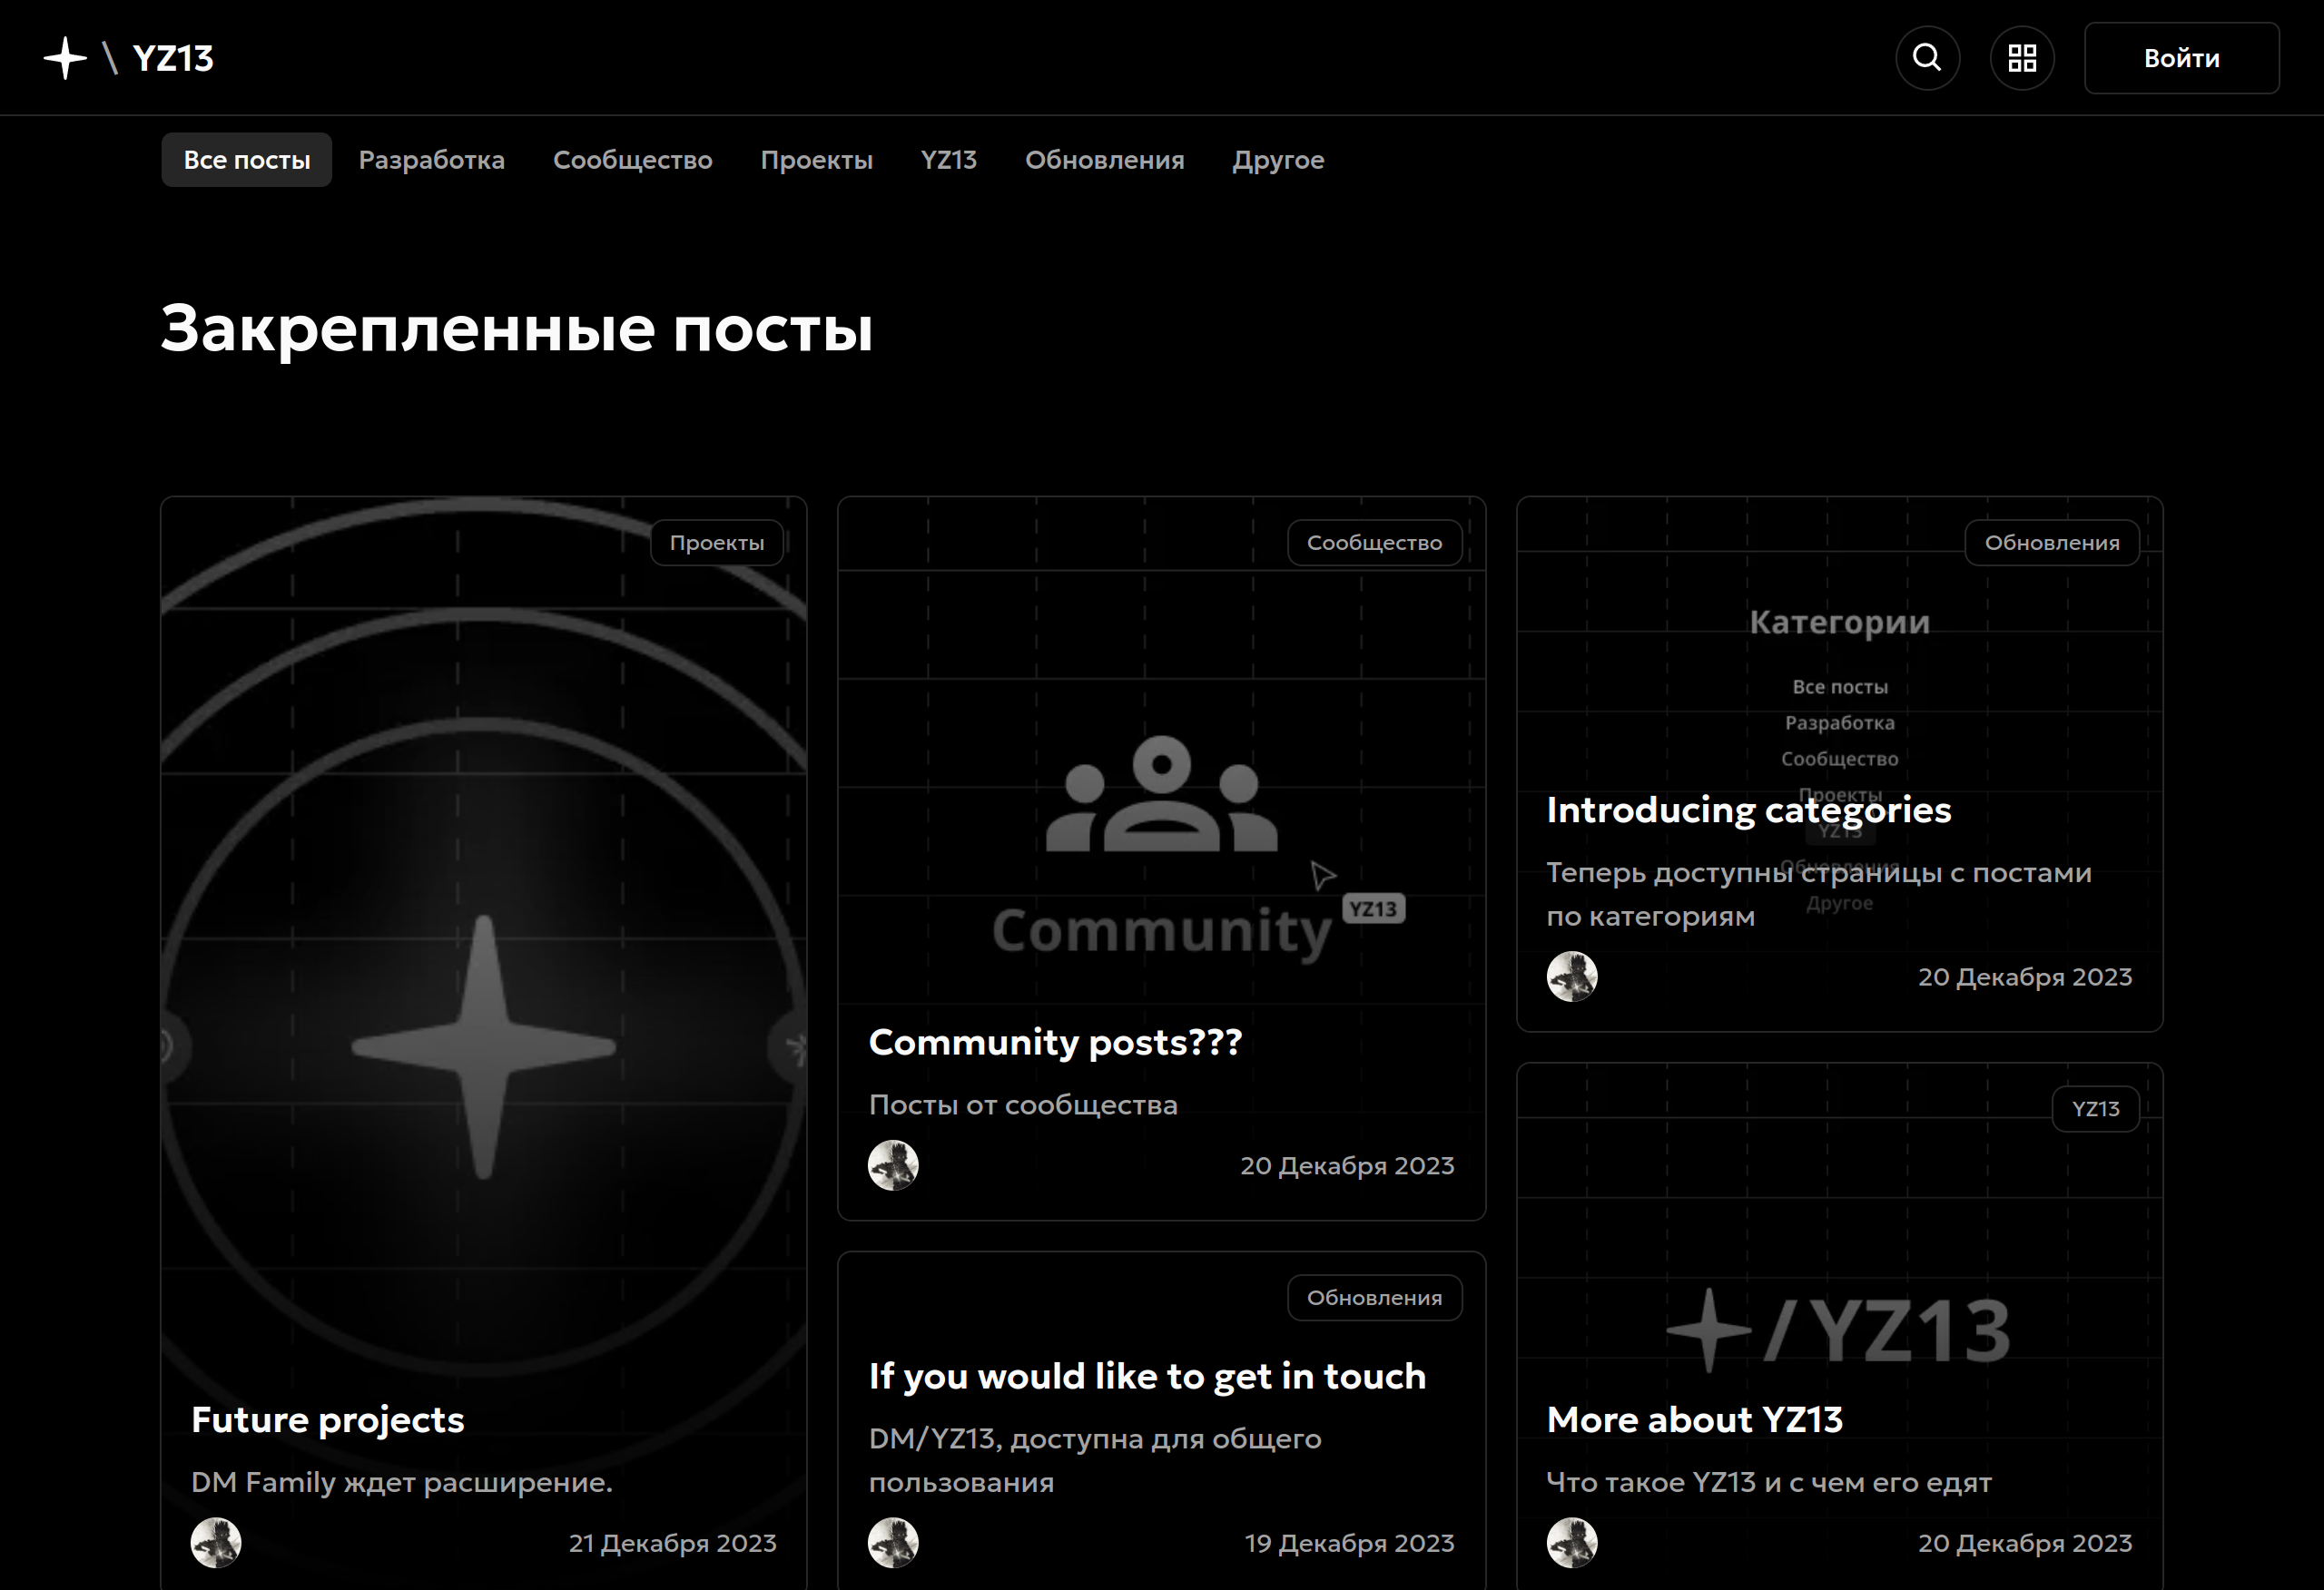 \ YZ13
Войти
Все посты
Разработка
Сообщество
Проекты
YZ13
Обновления
Другое
Закрепленные посты
Проекты
Future projects
DM Family ждет расширение.
21 Декабря 2023
Сообщество
Community
YZ13
Community posts???
Посты от сообщества
20 Декабря 2023
Обновления
If you would like to get in touch
DM/YZ13, доступна для общего
пользования
19 Декабря 2023
Обновления
Категории
Все посты
Разработка
Сообщество
Проекты
YZ13
Обновления
Другое
Introducing categories
Теперь доступны страницы с постами
по категориям
20 Декабря 2023
YZ13
/ YZ13
More about YZ13
Что такое YZ13 и с чем его едят
20 Декабря 2023